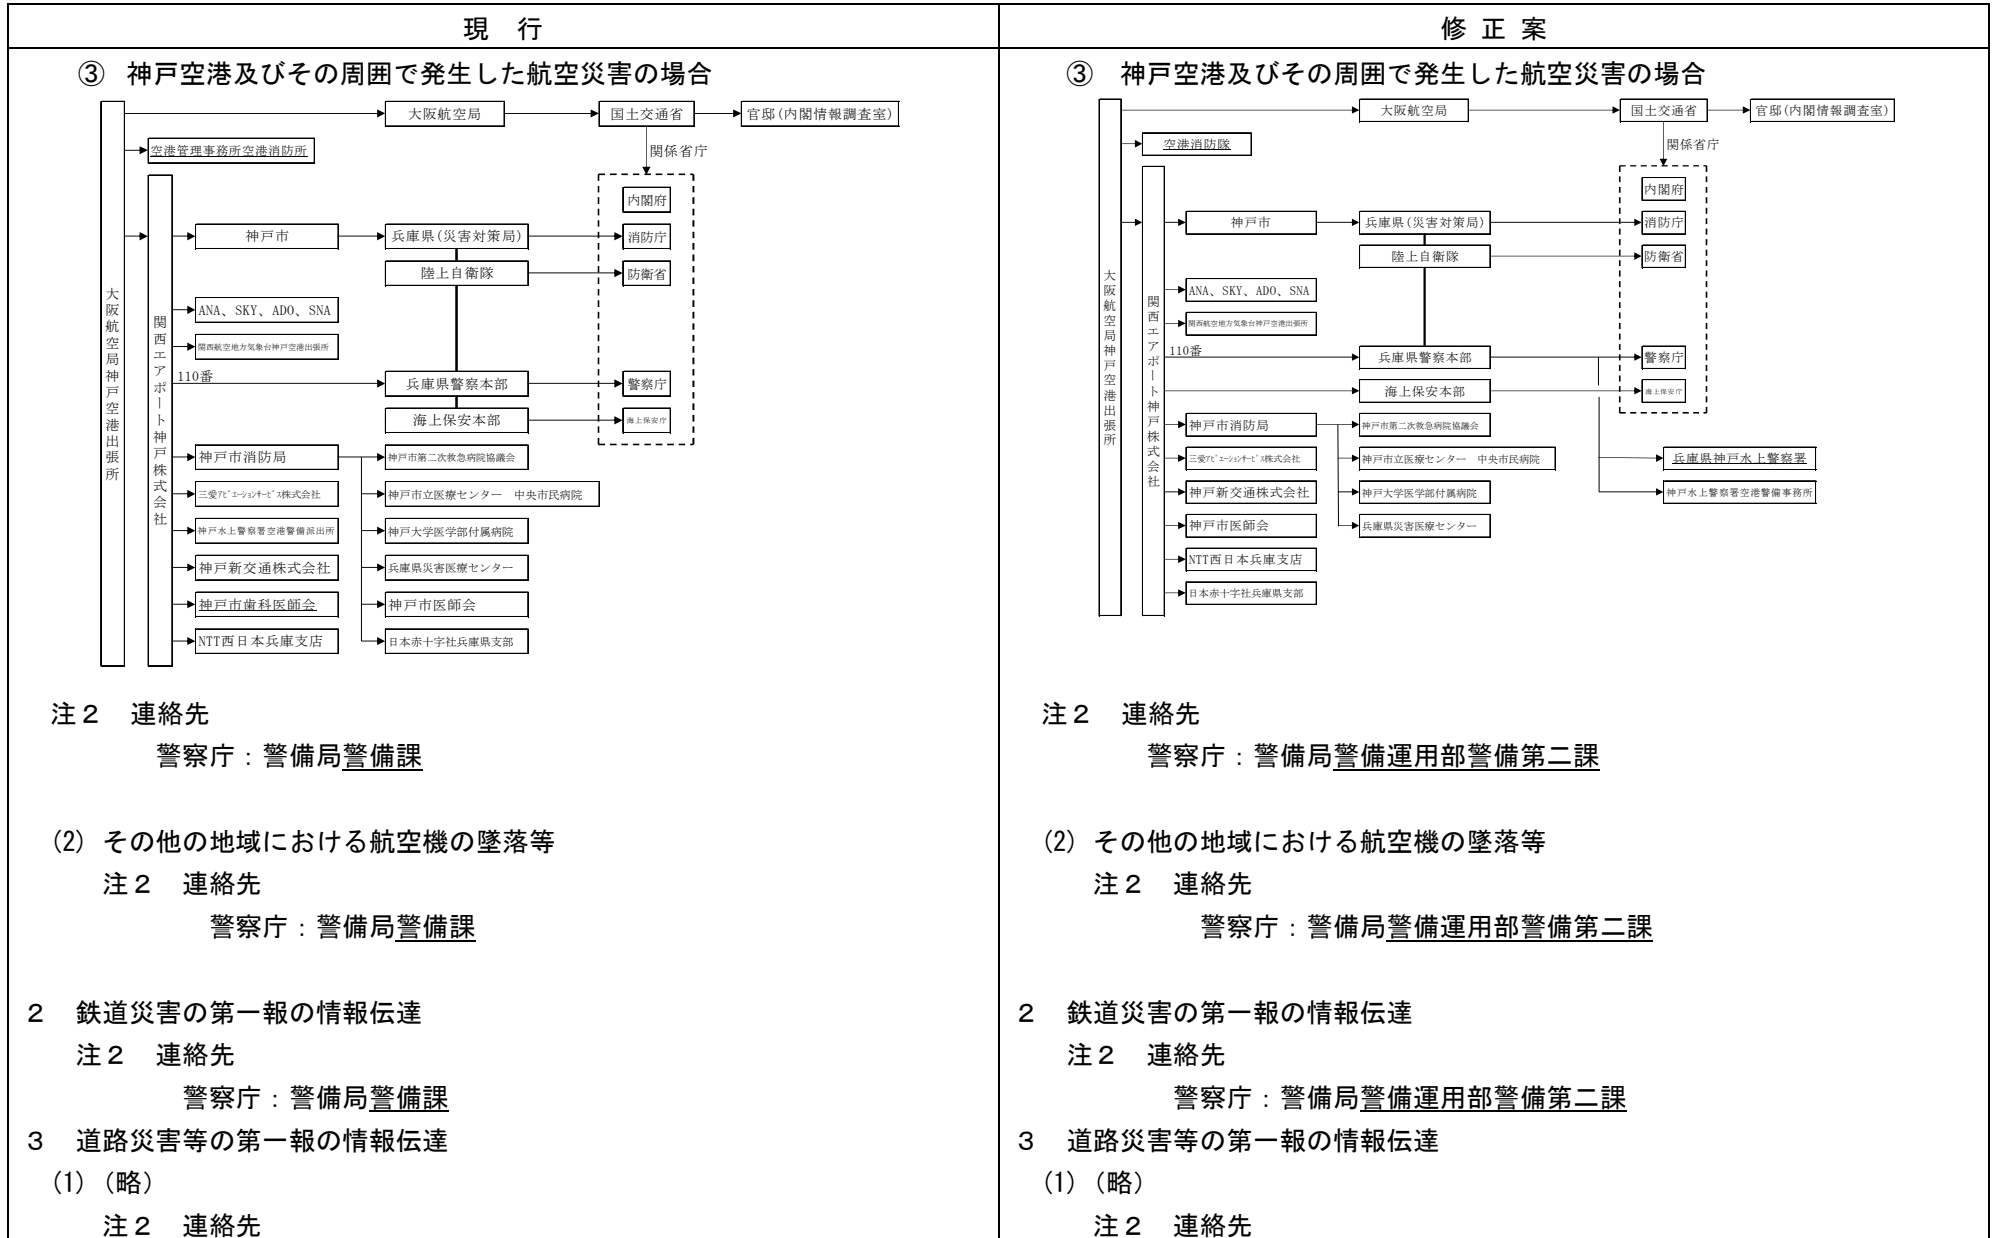 現 行
③ 神戸空港及びその周囲で発生した航空災害の場合
大阪航空局
国土交通省
官邸(内閣情報調査室)
空港管理事務所空港消防所
関係省庁
内閣府
神戸市
兵庫県(災害対策局)
消防庁
陸上自衛隊
防衛省
大阪航空局神戸空港出張所
関西エアポート神戸株式会社
ANA、SKY、ADO、SNA
関西航空地方気象台神戸空港出張所
110番
兵庫県警察本部
警察庁
海上保安本部
海上保安庁
神戸市消防局
神戸市第二次救急病院協議会
三愛アビエーションサービス株式会社
神戸市立医療センター 中央市民病院
神戸水上警察署空港警備派出所
神戸大学医学部付属病院
神戸新交通株式会社
兵庫県災害医療センター
神戸市歯科医師会
神戸市医師会
NTT西日本兵庫支店
日本赤十字社兵庫県支部
注2 連絡先
警察庁：警備局警備課
(2) その他の地域における航空機の墜落等
注2 連絡先
警察庁：警備局警備課
2 鉄道災害の第一報の情報伝達
注2 連絡先
警察庁：警備局警備課
3 道路災害等の第一報の情報伝達
(1) （略）
注2 連絡先
修 正 案
③ 神戸空港及びその周囲で発生した航空災害の場合
大阪航空局
国土交通省
官邸(内閣情報調査室)
空港消防隊
関係省庁
内閣府
神戸市
兵庫県(災害対策局)
消防庁
陸上自衛隊
防衛省
大阪航空局神戸空港出張所
関西エアポート神戸株式会社
ANA、SKY、ADO、SNA
関西航空地方気象台神戸空港出張所
110番
兵庫県警察本部
警察庁
海上保安本部
海上保安庁
神戸市消防局
神戸市第二次救急病院協議会
三愛アビエーションサービス株式会社
神戸市立医療センター 中央市民病院
兵庫県神戸水上警察署
神戸新交通株式会社
神戸大学医学部付属病院
神戸水上警察署空港警備事務所
神戸市医師会
兵庫県災害医療センター
NTT西日本兵庫支店
日本赤十字社兵庫県支部
注2 連絡先
警察庁：警備局警備運用部警備第二課
(2) その他の地域における航空機の墜落等
注2 連絡先
警察庁：警備局警備運用部警備第二課
2 鉄道災害の第一報の情報伝達
注2 連絡先
警察庁：警備局警備運用部警備第二課
3 道路災害等の第一報の情報伝達
(1) （略）
注2 連絡先